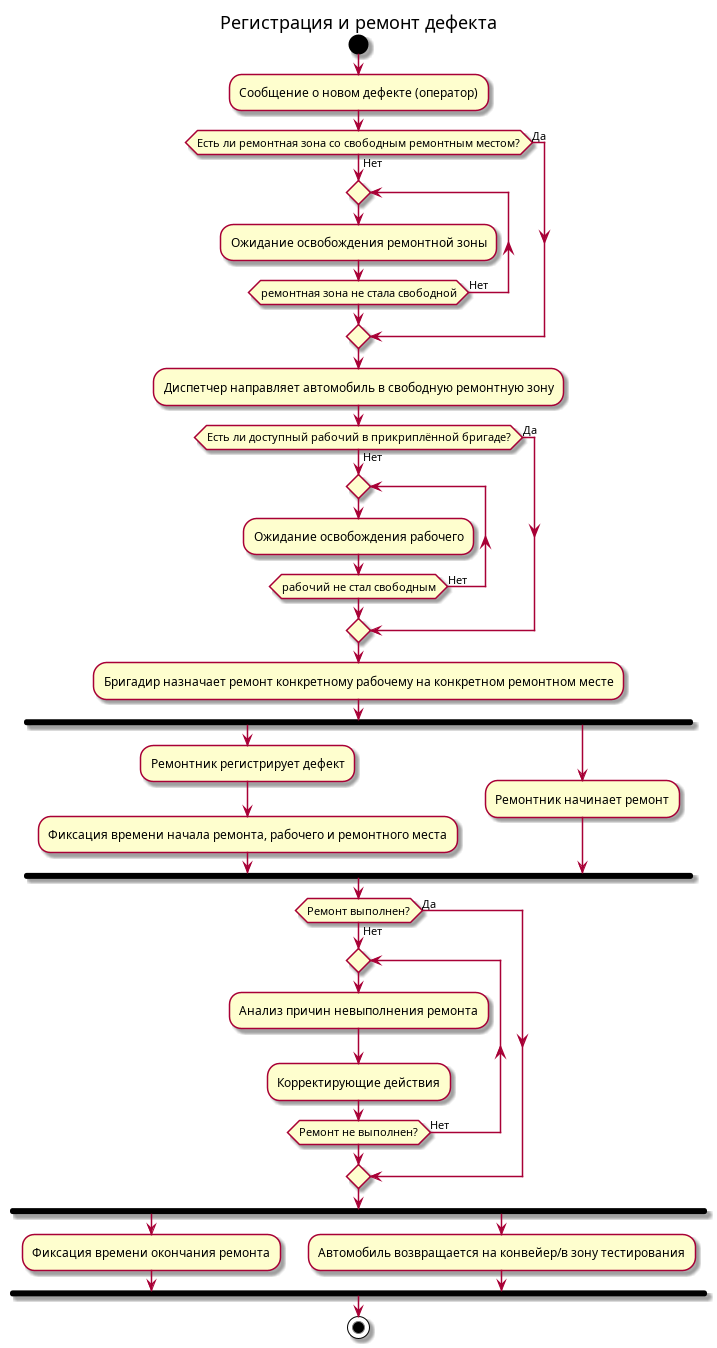 Регистрация и ремонт дефекта
Сообщение о новом дефекте (оператор)
Есть ли ремонтная зона со свободным ремонтным местом?
Да
Нет
Ожидание освобождения ремонтной зоны
ремонтная зона не стала свободной
Нет
Диспетчер направляет автомобиль в свободную ремонтную зону
Есть ли доступный рабочий в прикриплённой бригаде?
Да
Нет
Ожидание освобождения рабочего
рабочий не стал свободным
Нет
Бригадир назначает ремонт конкретному рабочему на конкретном ремонтном месте
Ремонтник регистрирует дефект
Ремонтник начинает ремонт
Фиксация времени начала ремонта, рабочего и ремонтного места
Ремонт выполнен?
Да
Нет
Анализ причин невыполнения ремонта
Корректирующие действия
Ремонт не выполнен?
Нет
Фиксация времени окончания ремонта
Автомобиль возвращается на конвейер/в зону тестирования